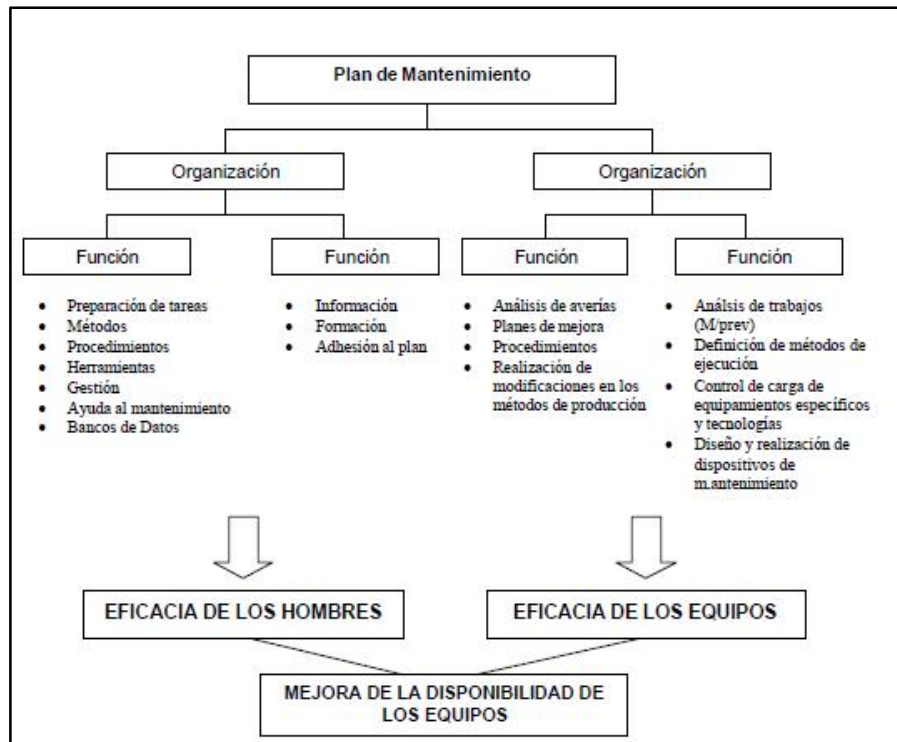 Plan de Mantenimiento
Organización
Organización
Función
Función
Función
Función
• Preparación de tareas
• Métodos
• Procedimientos
• Herramientas
• Gestión
• Ayuda al mantenimiento
• Bancos de Datos
• Información
• Formación
• Adhesión al plan
• Análisis de averías
• Planes de mejora
• Procedimientos
• Realización de
modificaciones en los
métodos de producción
• Análsis de trabajos
(M/prev)
• Definición de métodos de
ejecución
• Control de carga de
equipamientos específicos
y tecnologías
• Diseño y realización de
dispositivos de
m.antenimiento
EFICACIA DE LOS HOMBRES
EFICACIA DE LOS EQUIPOS
MEJORA DE LA DISPONIBILIDAD DE
LOS EQUIPOS